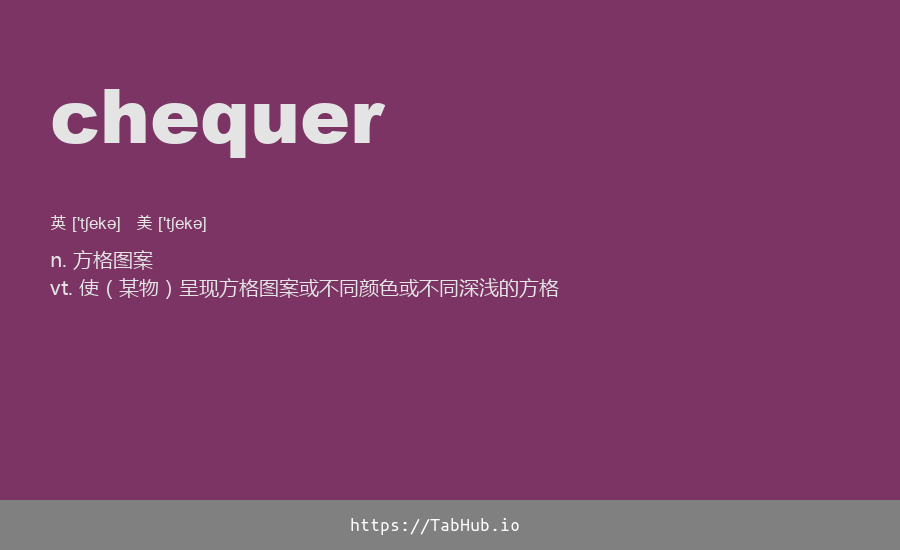 chequer
英 ['tʃekə] 美 ['tʃekə]
n. 方格图案
vt. 使（某物）呈现方格图案或不同颜色或不同深浅的方格
https://TabHub.io